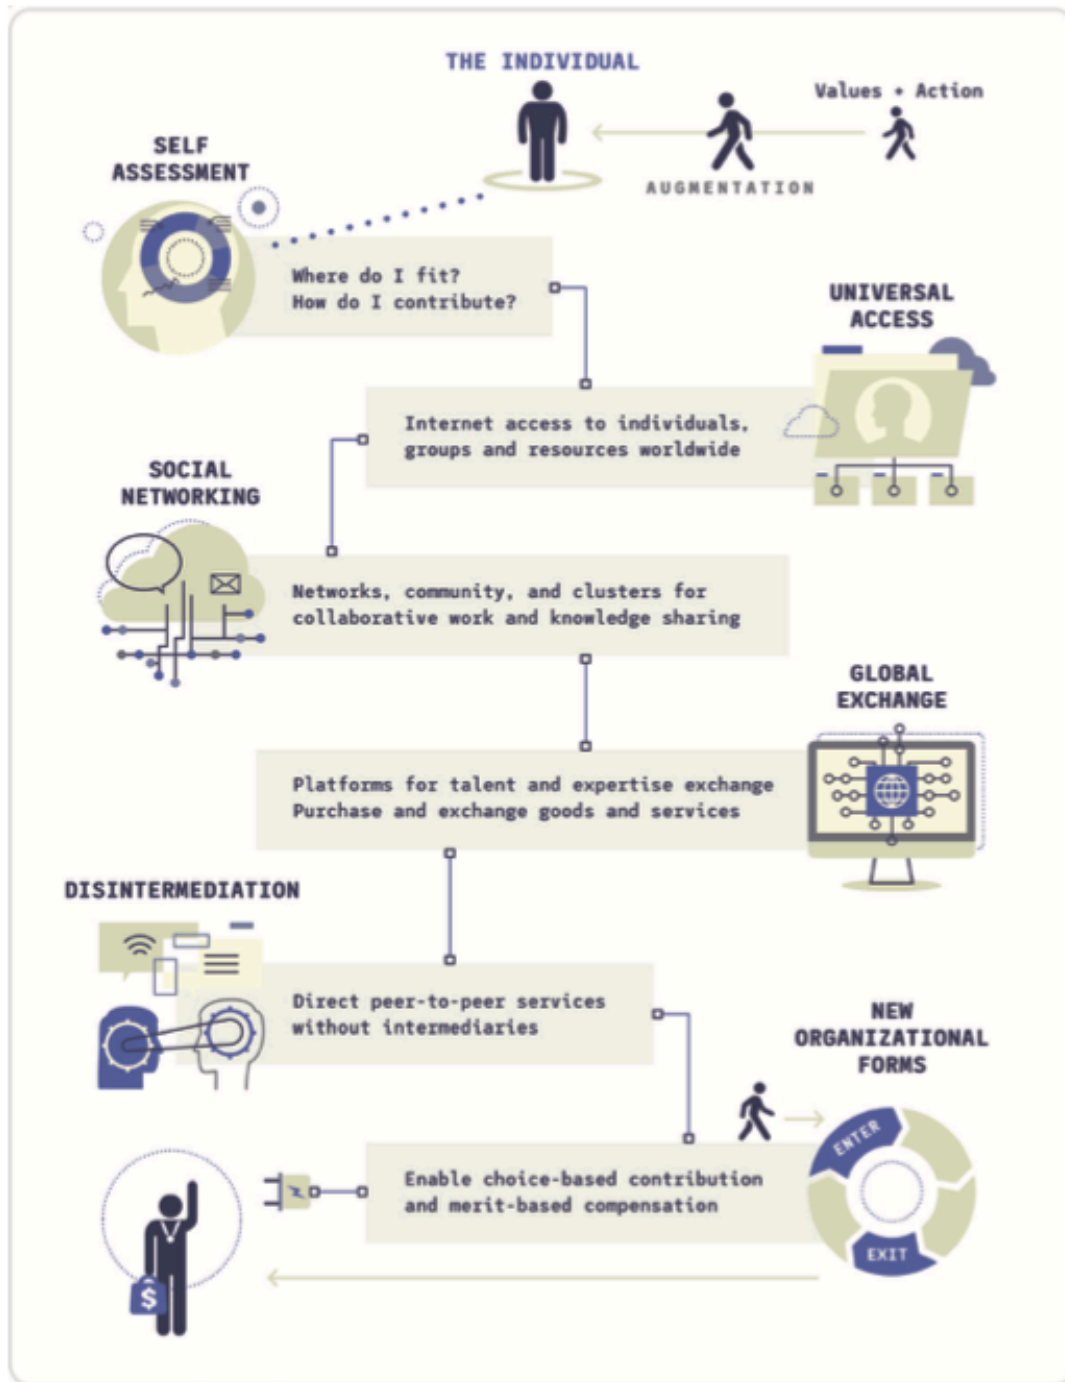 THE INDIVIDUAL
Values + Action
AUGMENTATION
SELF
ASSESSMENT
Where do I fit?
How do I contribute?
UNIVERSAL
ACCESS
Internet access to individuals,
groups and resources worldwide
SOCIAL
NETWORKING
Networks, community, and clusters for
collaborative work and knowledge sharing
GLOBAL
EXCHANGE
Platforms for talent and expertise exchange
Purchase and exchange goods and services
DISINTERMEDIATION
Direct peer-to-peer services
without intermediaries
NEW
ORGANIZATIONAL
FORMS
ENTER
Enable choice-based contribution
and merit-based compensation
EXIT
$